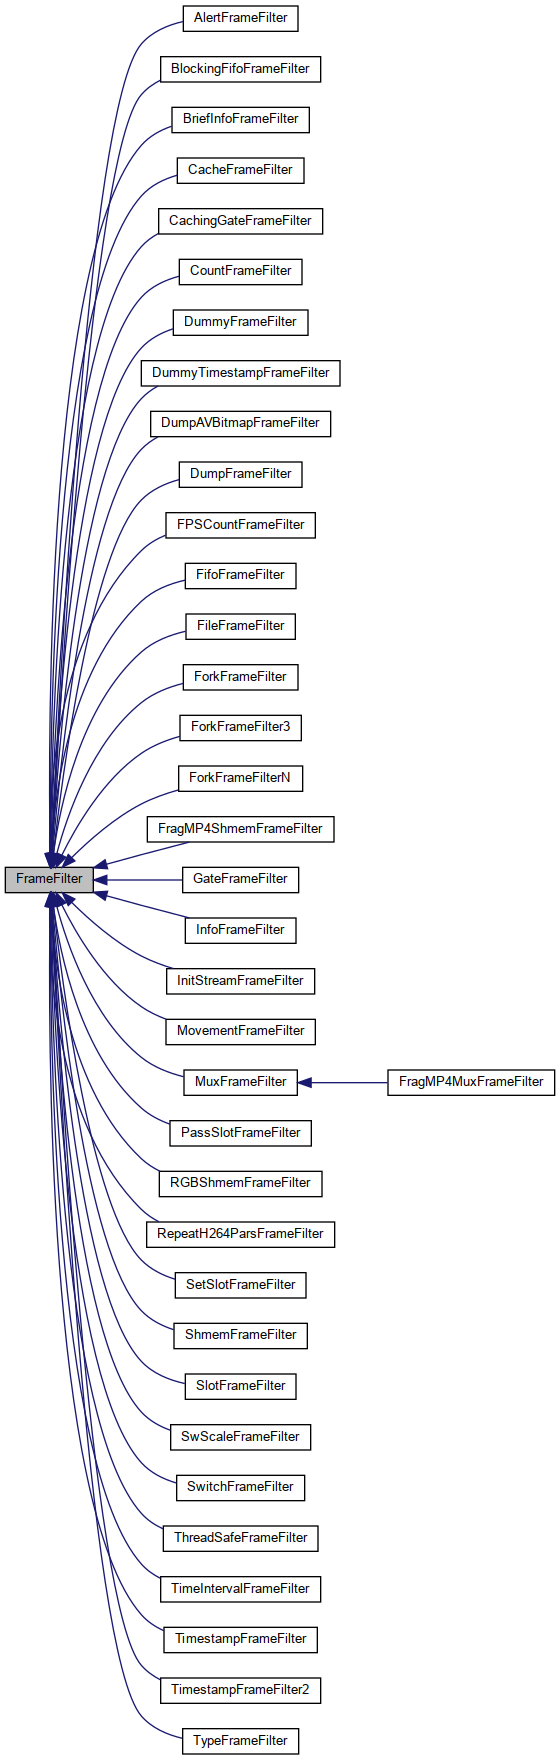 AlertFrameFilter
BlockingFifoFrameFilter
BriefInfoFrameFilter
CacheFrameFilter
CachingGateFrameFilter
CountFrameFilter
DummyFrameFilter
DummyTimestampFrameFilter
DumpAVBitmapFrameFilter
DumpFrameFilter
FPSCountFrameFilter
FifoFrameFilter
FileFrameFilter
ForkFrameFilter
ForkFrameFilter3
ForkFrameFilterN
FragMP4ShmemFrameFilter
FrameFilter
GateFrameFilter
InfoFrameFilter
InitStreamFrameFilter
MovementFrameFilter
MuxFrameFilter
FragMP4MuxFrameFilter
PassSlotFrameFilter
RGBShmemFrameFilter
RepeatH264ParsFrameFilter
SetSlotFrameFilter
ShmemFrameFilter
SlotFrameFilter
SwScaleFrameFilter
SwitchFrameFilter
ThreadSafeFrameFilter
TimeIntervalFrameFilter
TimestampFrameFilter
TimestampFrameFilter2
TypeFrameFilter